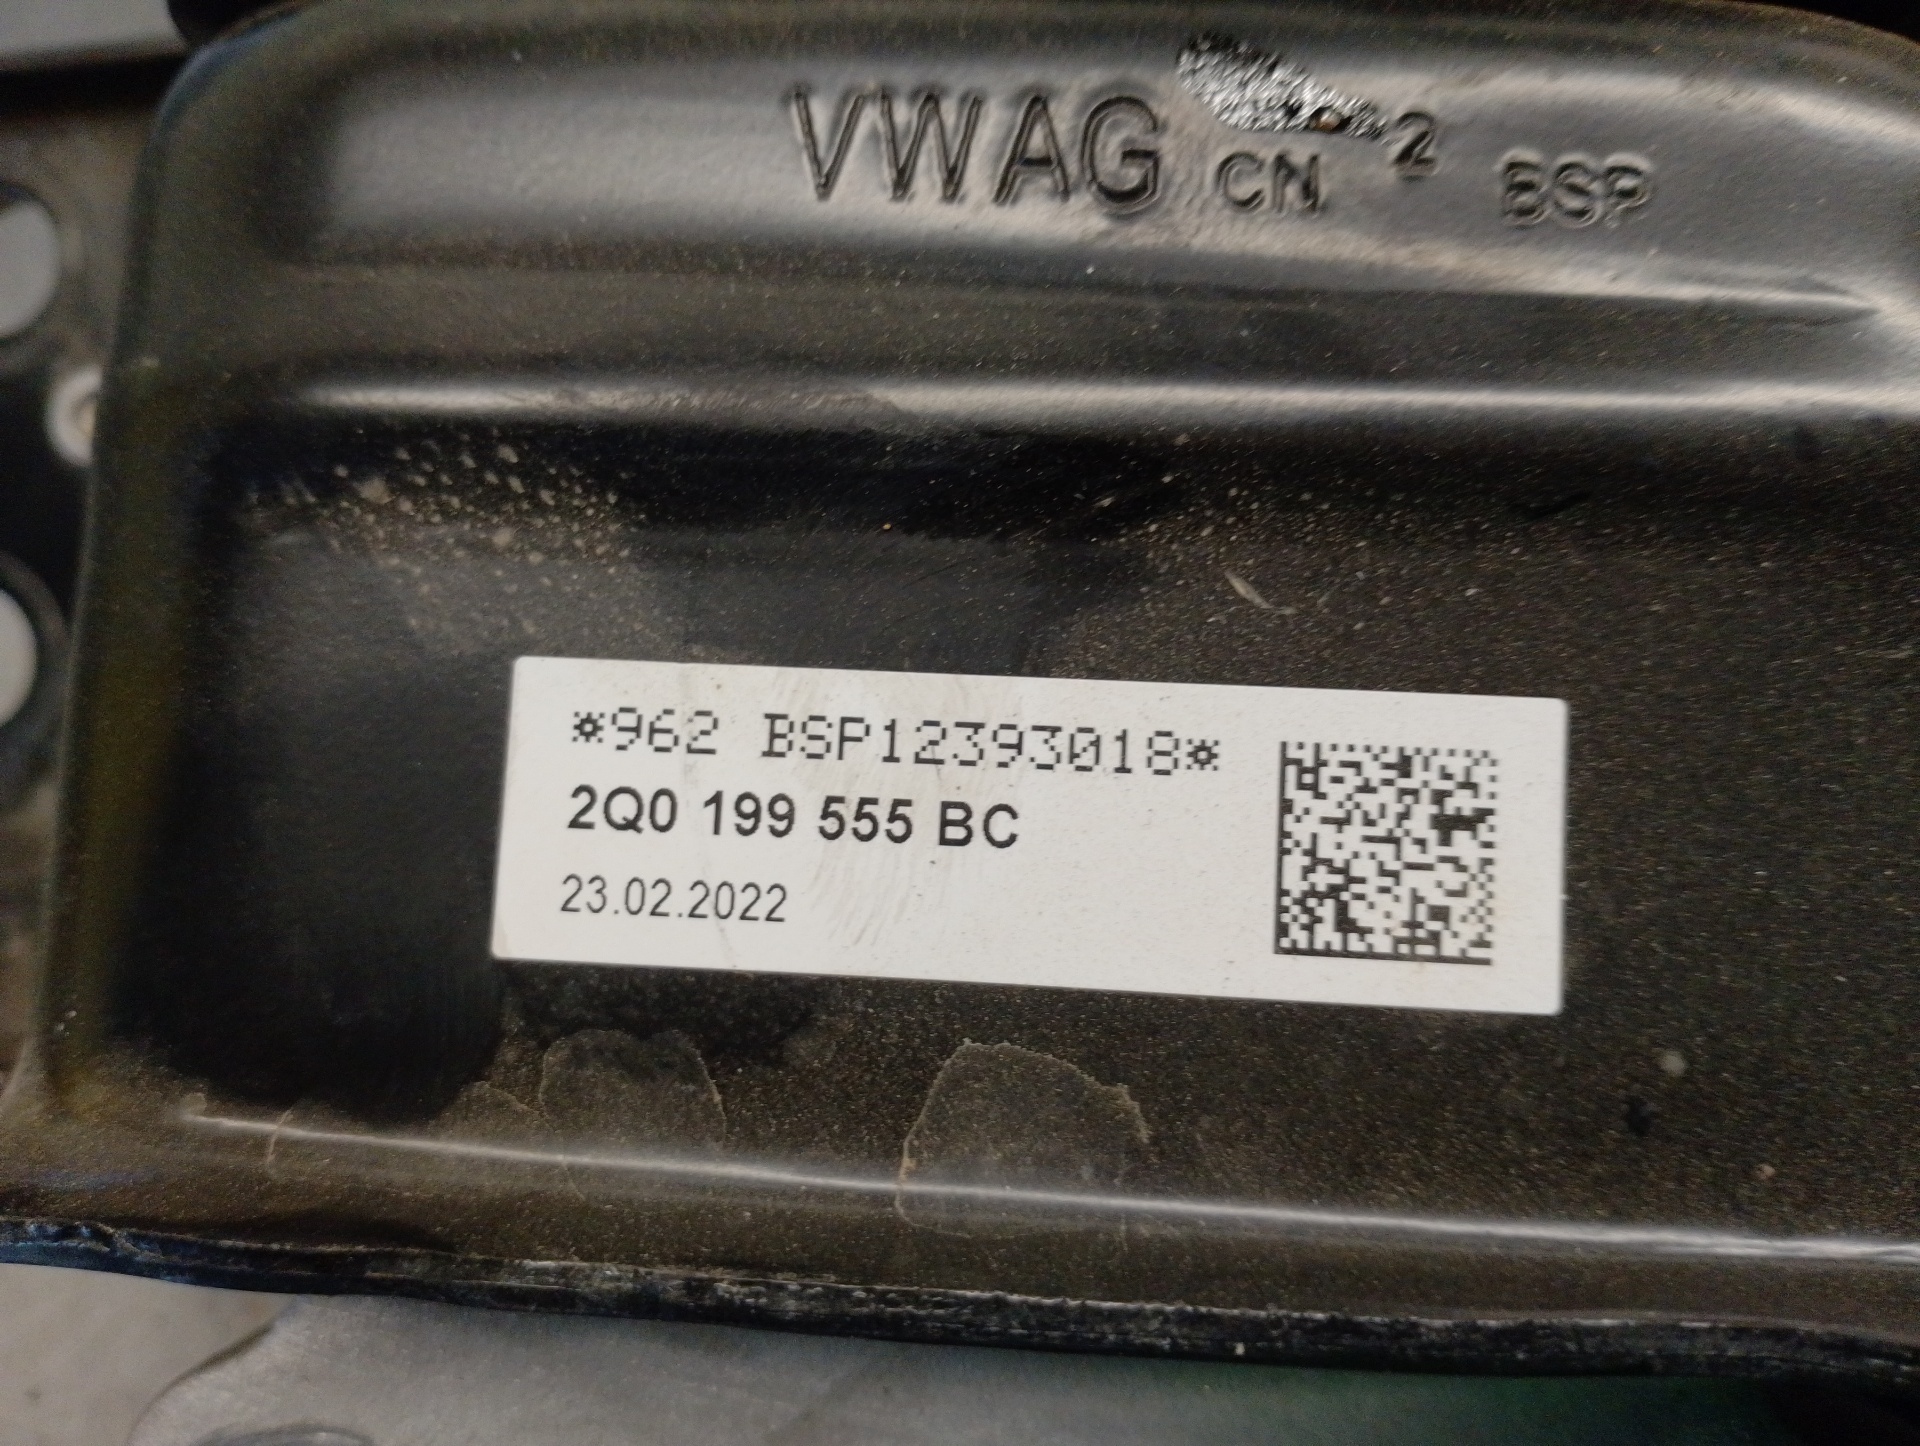 VWAG CN 2 BSP
*962 BSP12393018*
2Q0 199 555 BC
23.02.2022